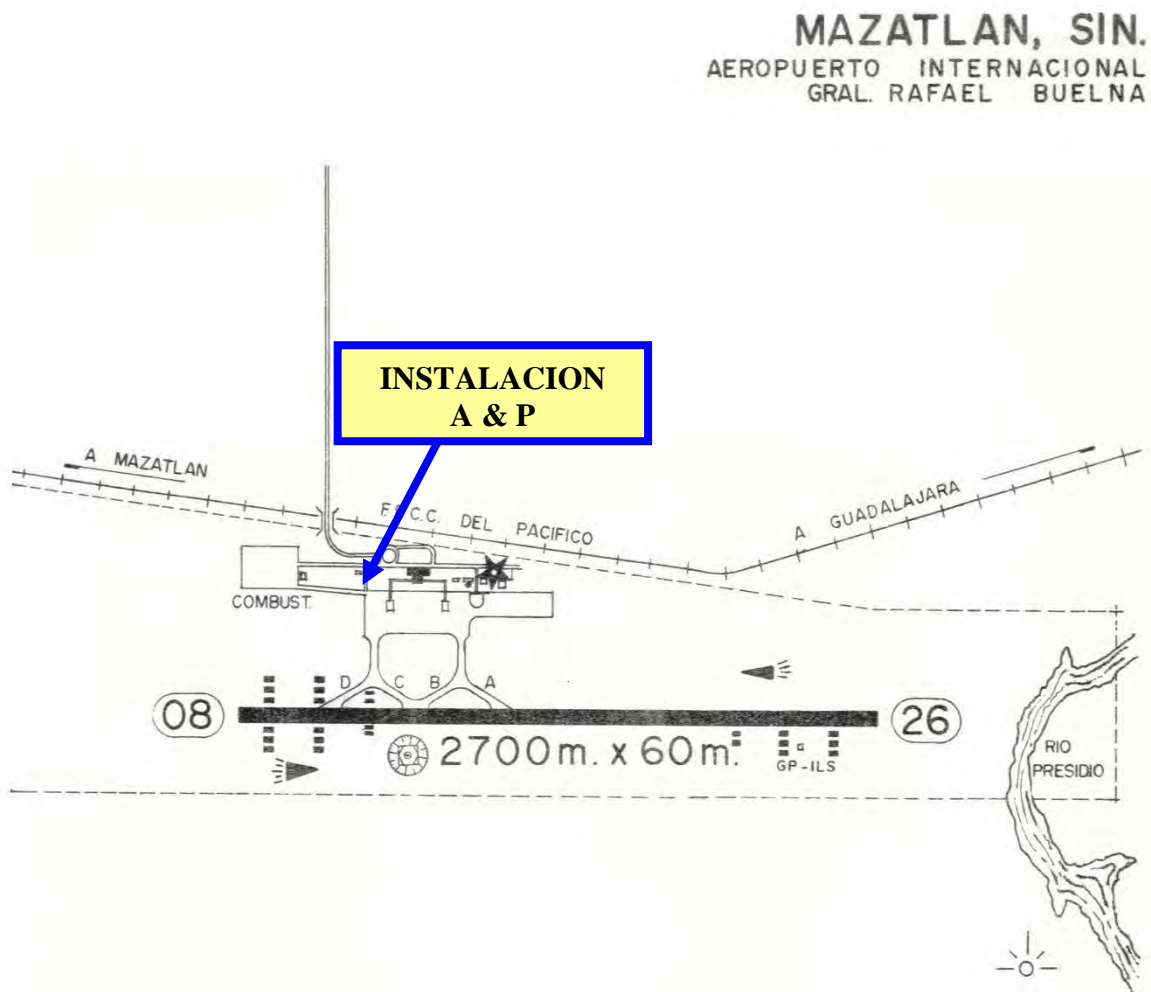 MAZATLAN, SIN.
AEROPUERTO INTERNACIONAL
GRAL. RAFAEL BUELNA
INSTALACION
A & P
A MAZATLAN
F.C.C. DEL PACIFICO
A GUADALAJARA
COMBUST.
D C B A
08
26
2700m. x 60m.
GP-ILS
RIO
PRESIDIO